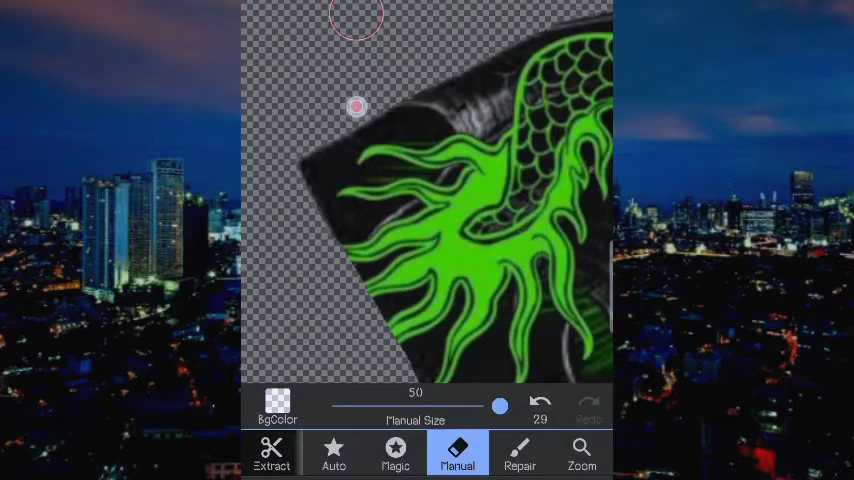 50
BgColor
Manual Size
29
Redo
Extract
Auto
Magic
Manual
Repair
Zoom